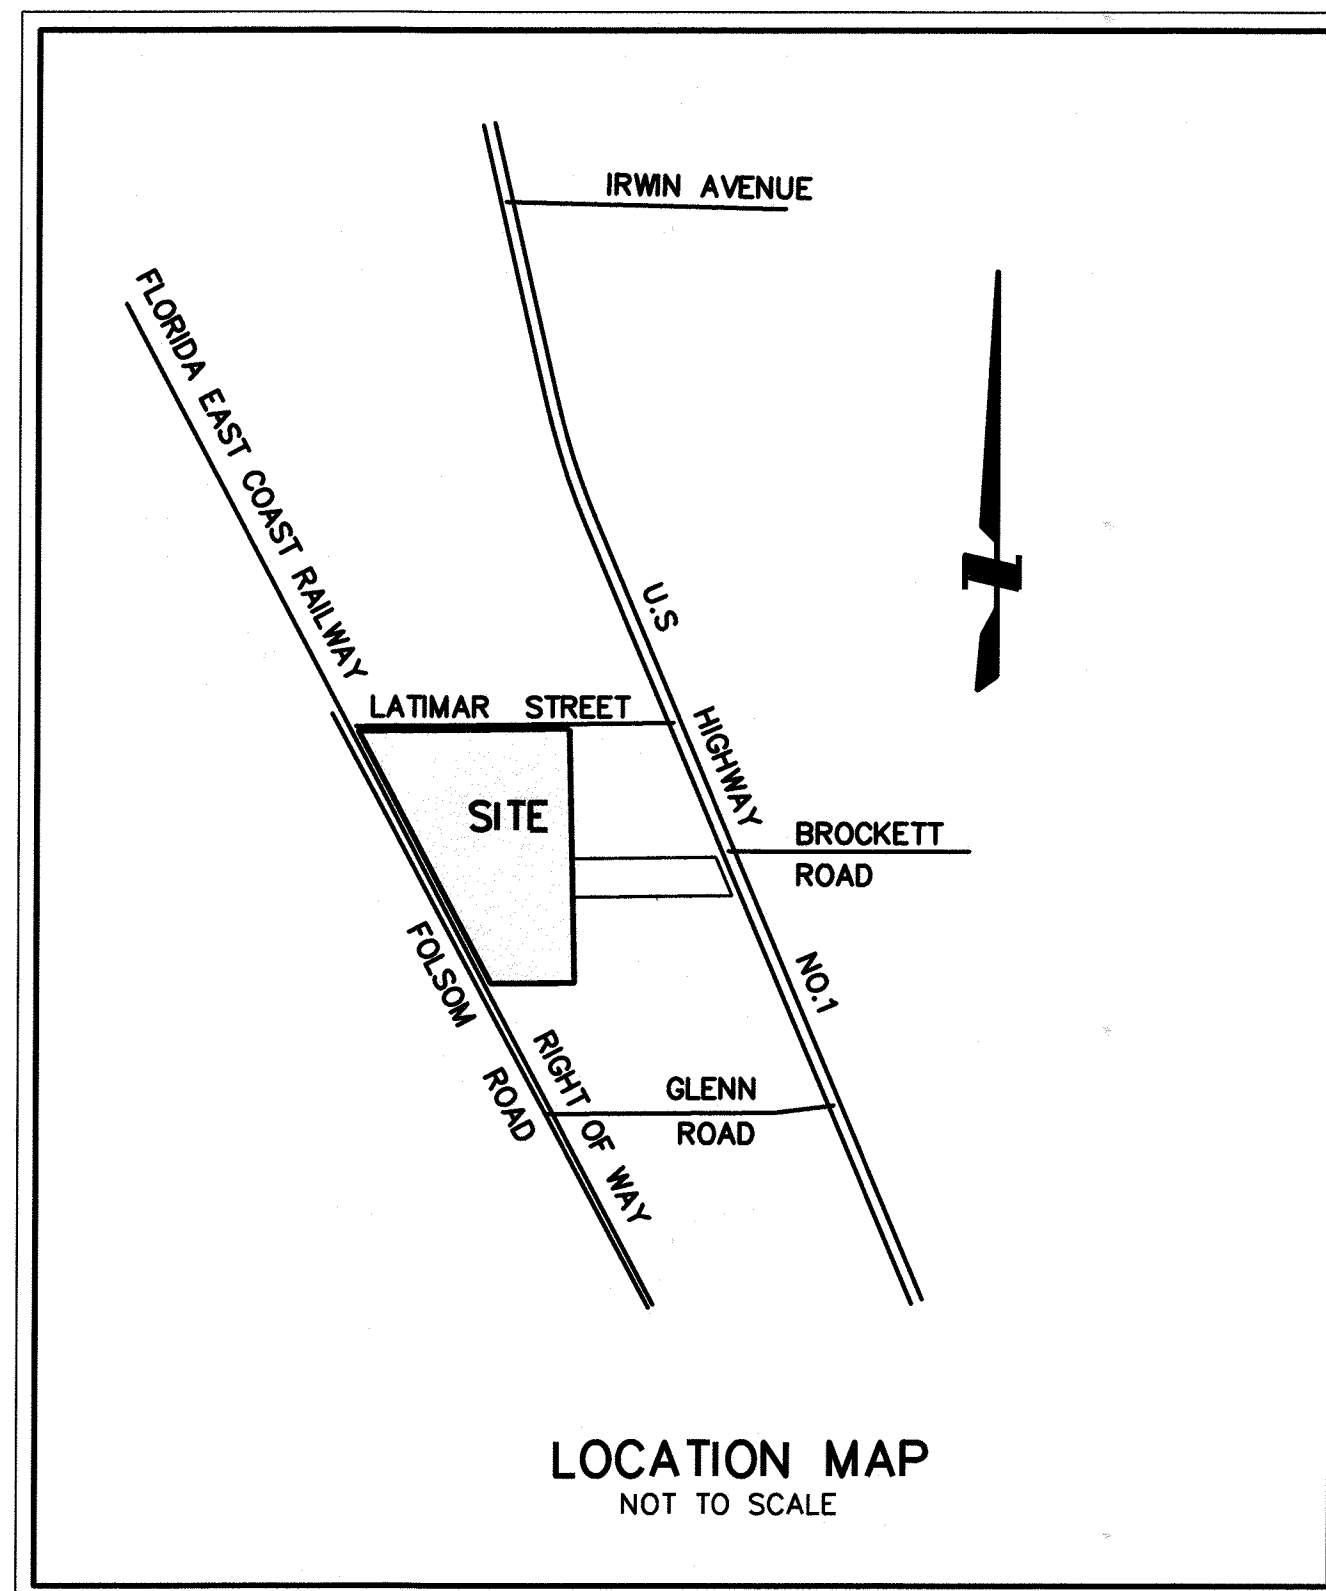 IRWIN AVENUE
FLORIDA EAST COAST RAILWAY
U.S HIGHWAY NO.1
LATIMAR STREET
SITE
BROCKETT
ROAD
FOLSOM ROAD
RIGHT OF WAY
GLENN
ROAD
N
LOCATION MAP
NOT TO SCALE